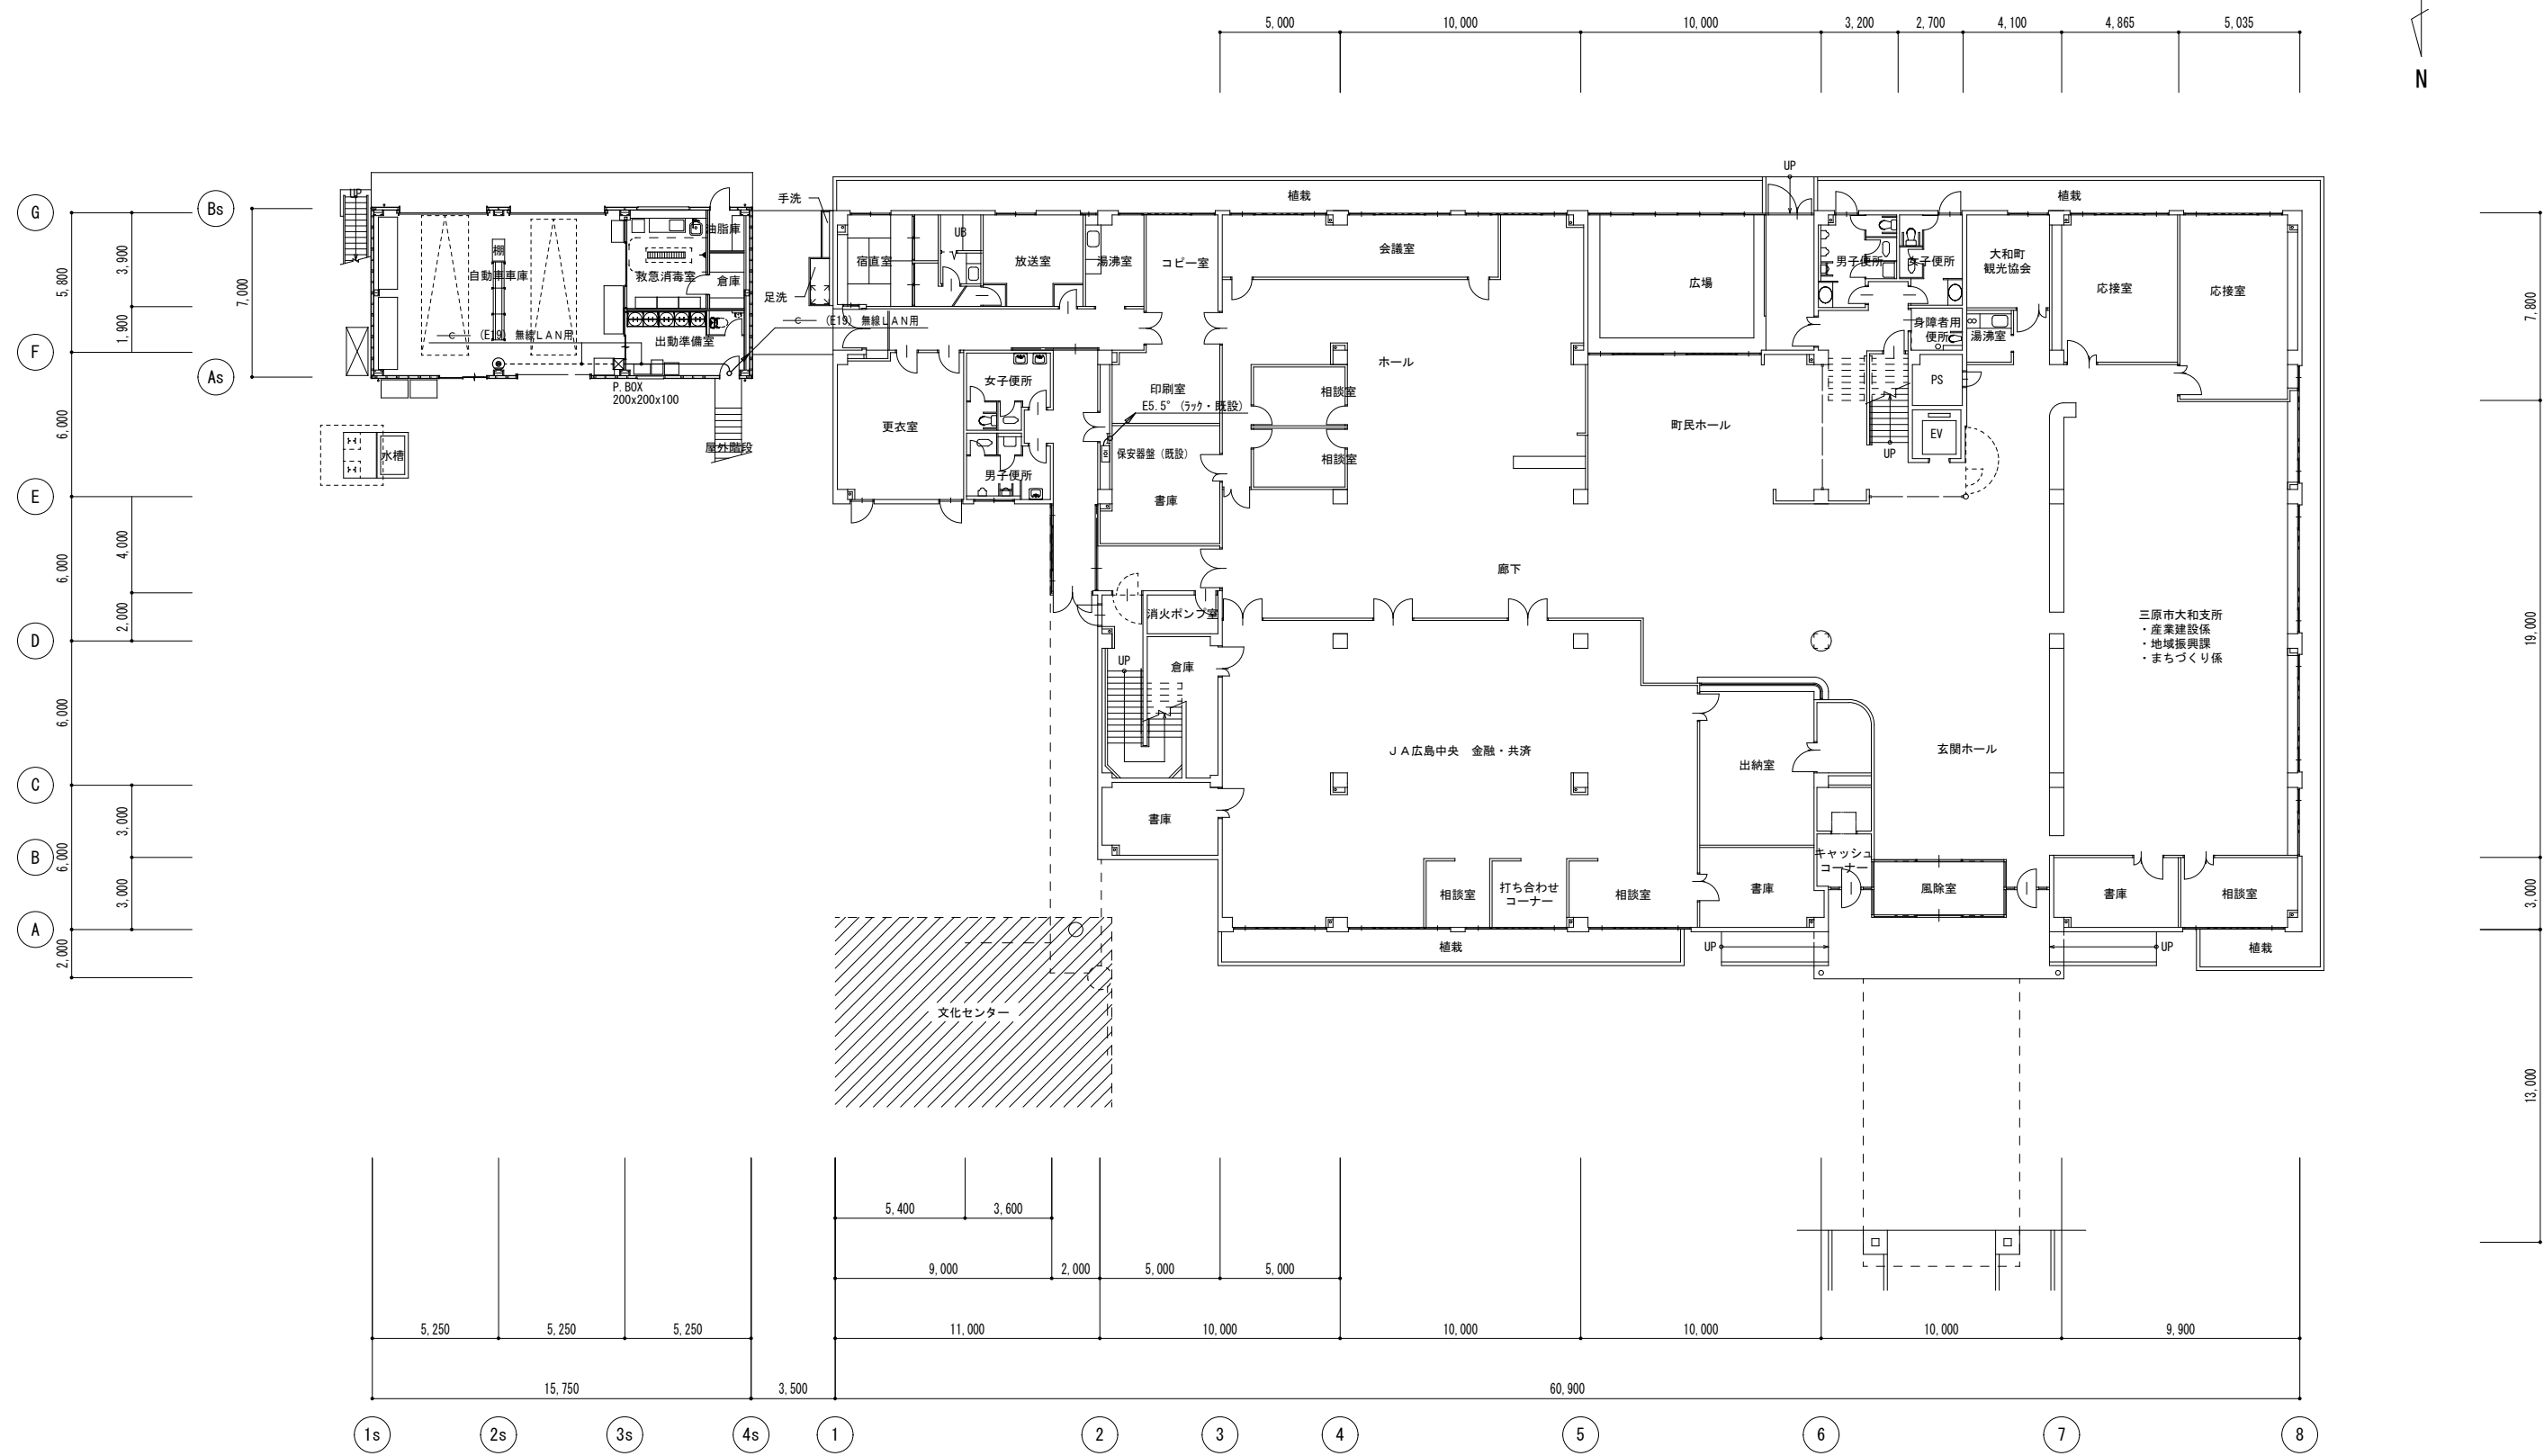 5,000
10,000
10,000
3,200
2,700
4,100
4,865
5,035
N
G
F
E
D
C
B
A
Bs
As
5,800
6,000
6,000
6,000
6,000
2,000
3,900
1,900
4,000
2,000
3,000
3,000
7,000
7,800
19,000
3,000
13,000
UP
植栽
植栽
UP
手洗
足洗
油脂庫
棚
自動車車庫
救急消毒室
倉庫
C (E19) 無線LAN用
C (E19) 無線LAN用
出動準備室
P.BOX
200x200x100
水槽
屋外階段
宿直室
UB
放送室
湯沸室
コピー室
会議室
広場
男子便所
女子便所
大和町
観光協会
応接室
応接室
身障者用
便所
湯沸室
ホール
女子便所
印刷室
相談室
E5.5° (ラック・既設)
PS
更衣室
町民ホール
EV
UP
保安器盤(既設)
相談室
男子便所
書庫
廊下
消火ポンプ室
三原市大和支所
・産業建設係
・地域振興課
・まちづくり係
UP
倉庫
JA広島中央 金融・共済
出納室
玄関ホール
書庫
キャッシュ
コーナー
相談室
打ち合わせ
コーナー
相談室
書庫
風除室
書庫
相談室
植栽
UP
UP
植栽
文化センター
5,400
3,600
9,000
2,000
5,000
5,000
5,250
5,250
5,250
11,000
10,000
10,000
10,000
10,000
9,900
15,750
3,500
60,900
1s
2s
3s
4s
1
2
3
4
5
6
7
8